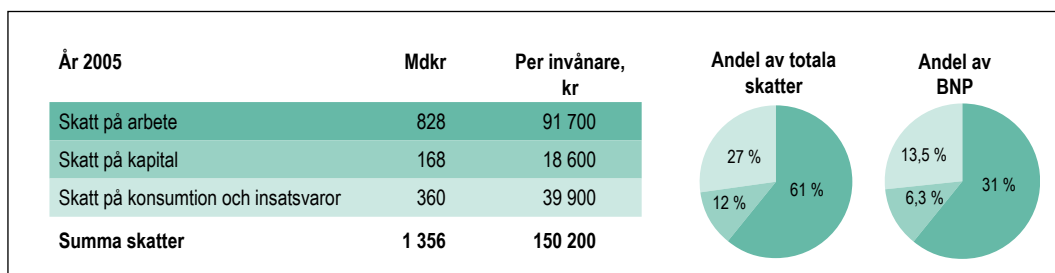 År 2005 Mdkr Per invånare, kr
Skatt på arbete 828 91 700
Skatt på kapital 168 18 600
Skatt på konsumtion och insatsvaror 360 39 900
Summa skatter 1 356 150 200
Andel av totala
skatter
27 %
12 %
61 %
Andel av
BNP
13,5 %
6,3 %
31 %